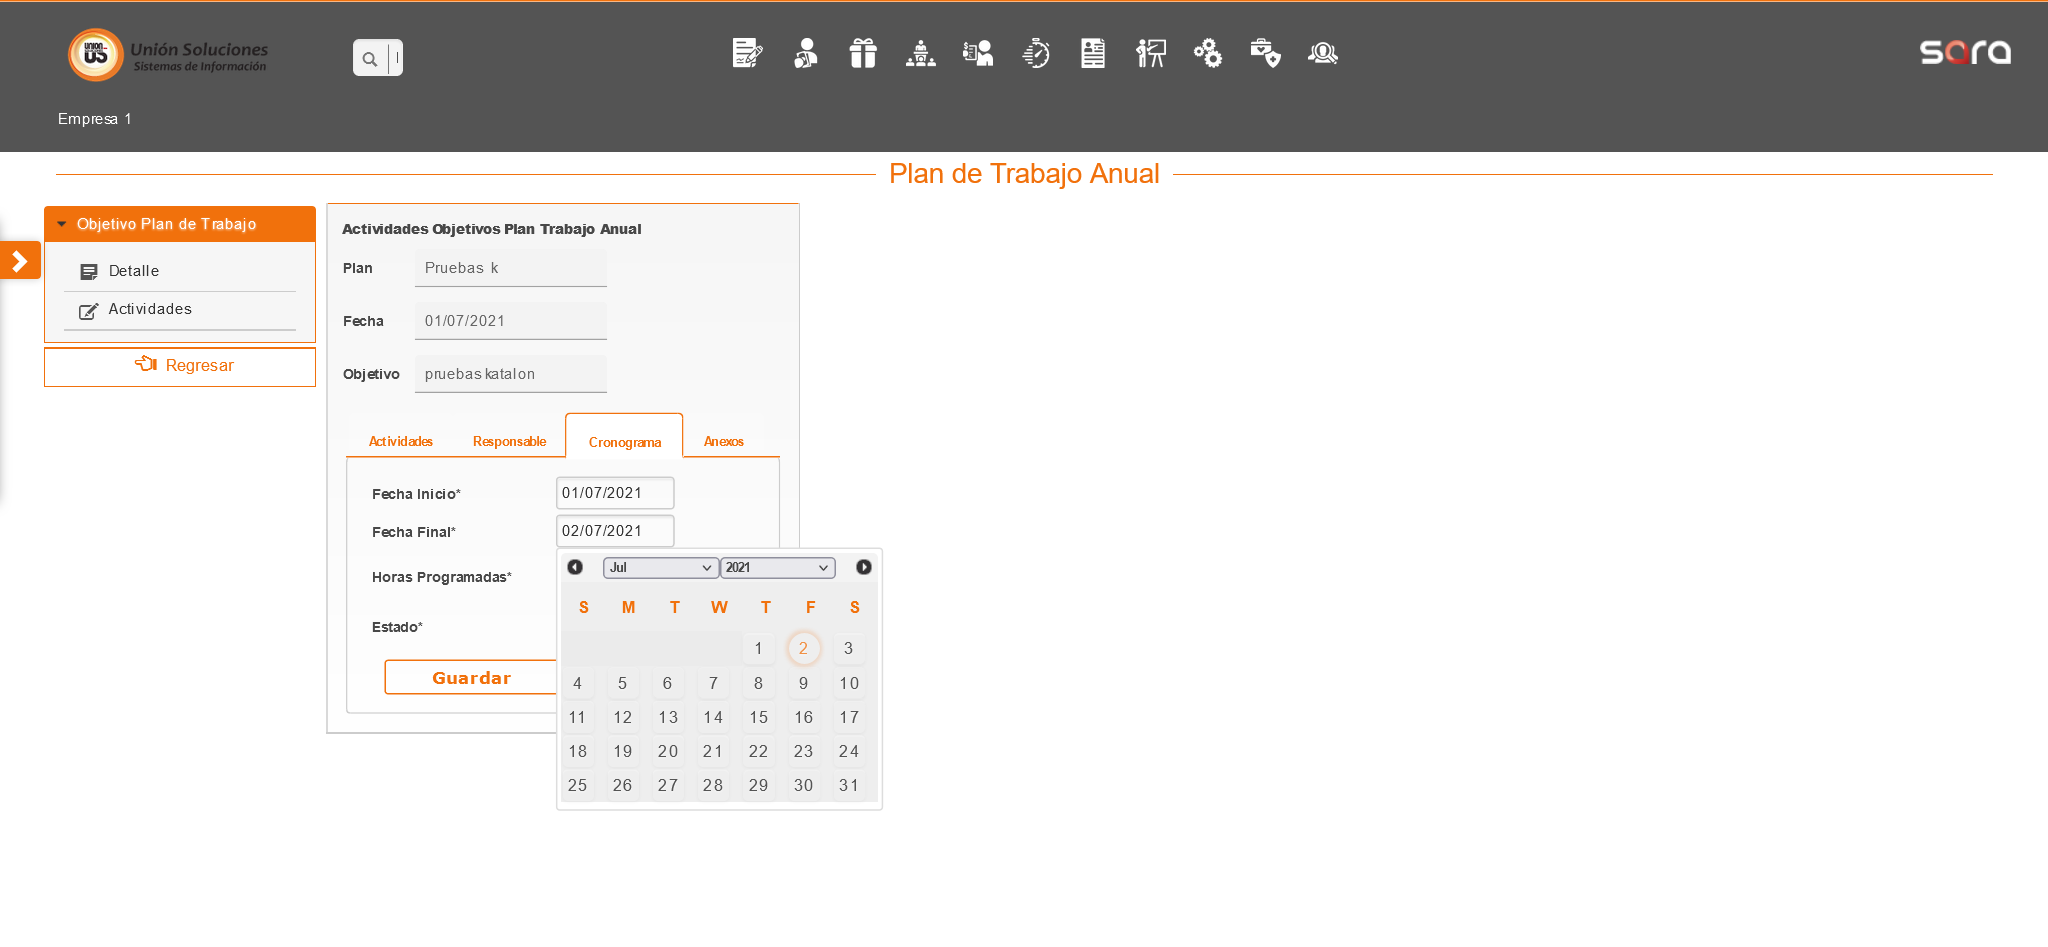 UNION
SOLUCIONES
US
Unión Soluciones
Sistemas de Información
sara
Empresa 1
Plan de Trabajo Anual
Objetivo Plan de Trabajo
Detalle
Actividades
Regresar
Actividades Objetivos Plan Trabajo Anual
Plan Pruebas k
Fecha 01/07/2021
Objetivo pruebas katalon
Actividades Responsable Cronograma Anexos
Fecha Inicio* 01/07/2021
Fecha Final* 02/07/2021
Horas Programadas*
Estado*
Guardar
Jul 2021
S M T W T F S
1 2 3
4 5 6 7 8 9 10
11 12 13 14 15 16 17
18 19 20 21 22 23 24
25 26 27 28 29 30 31